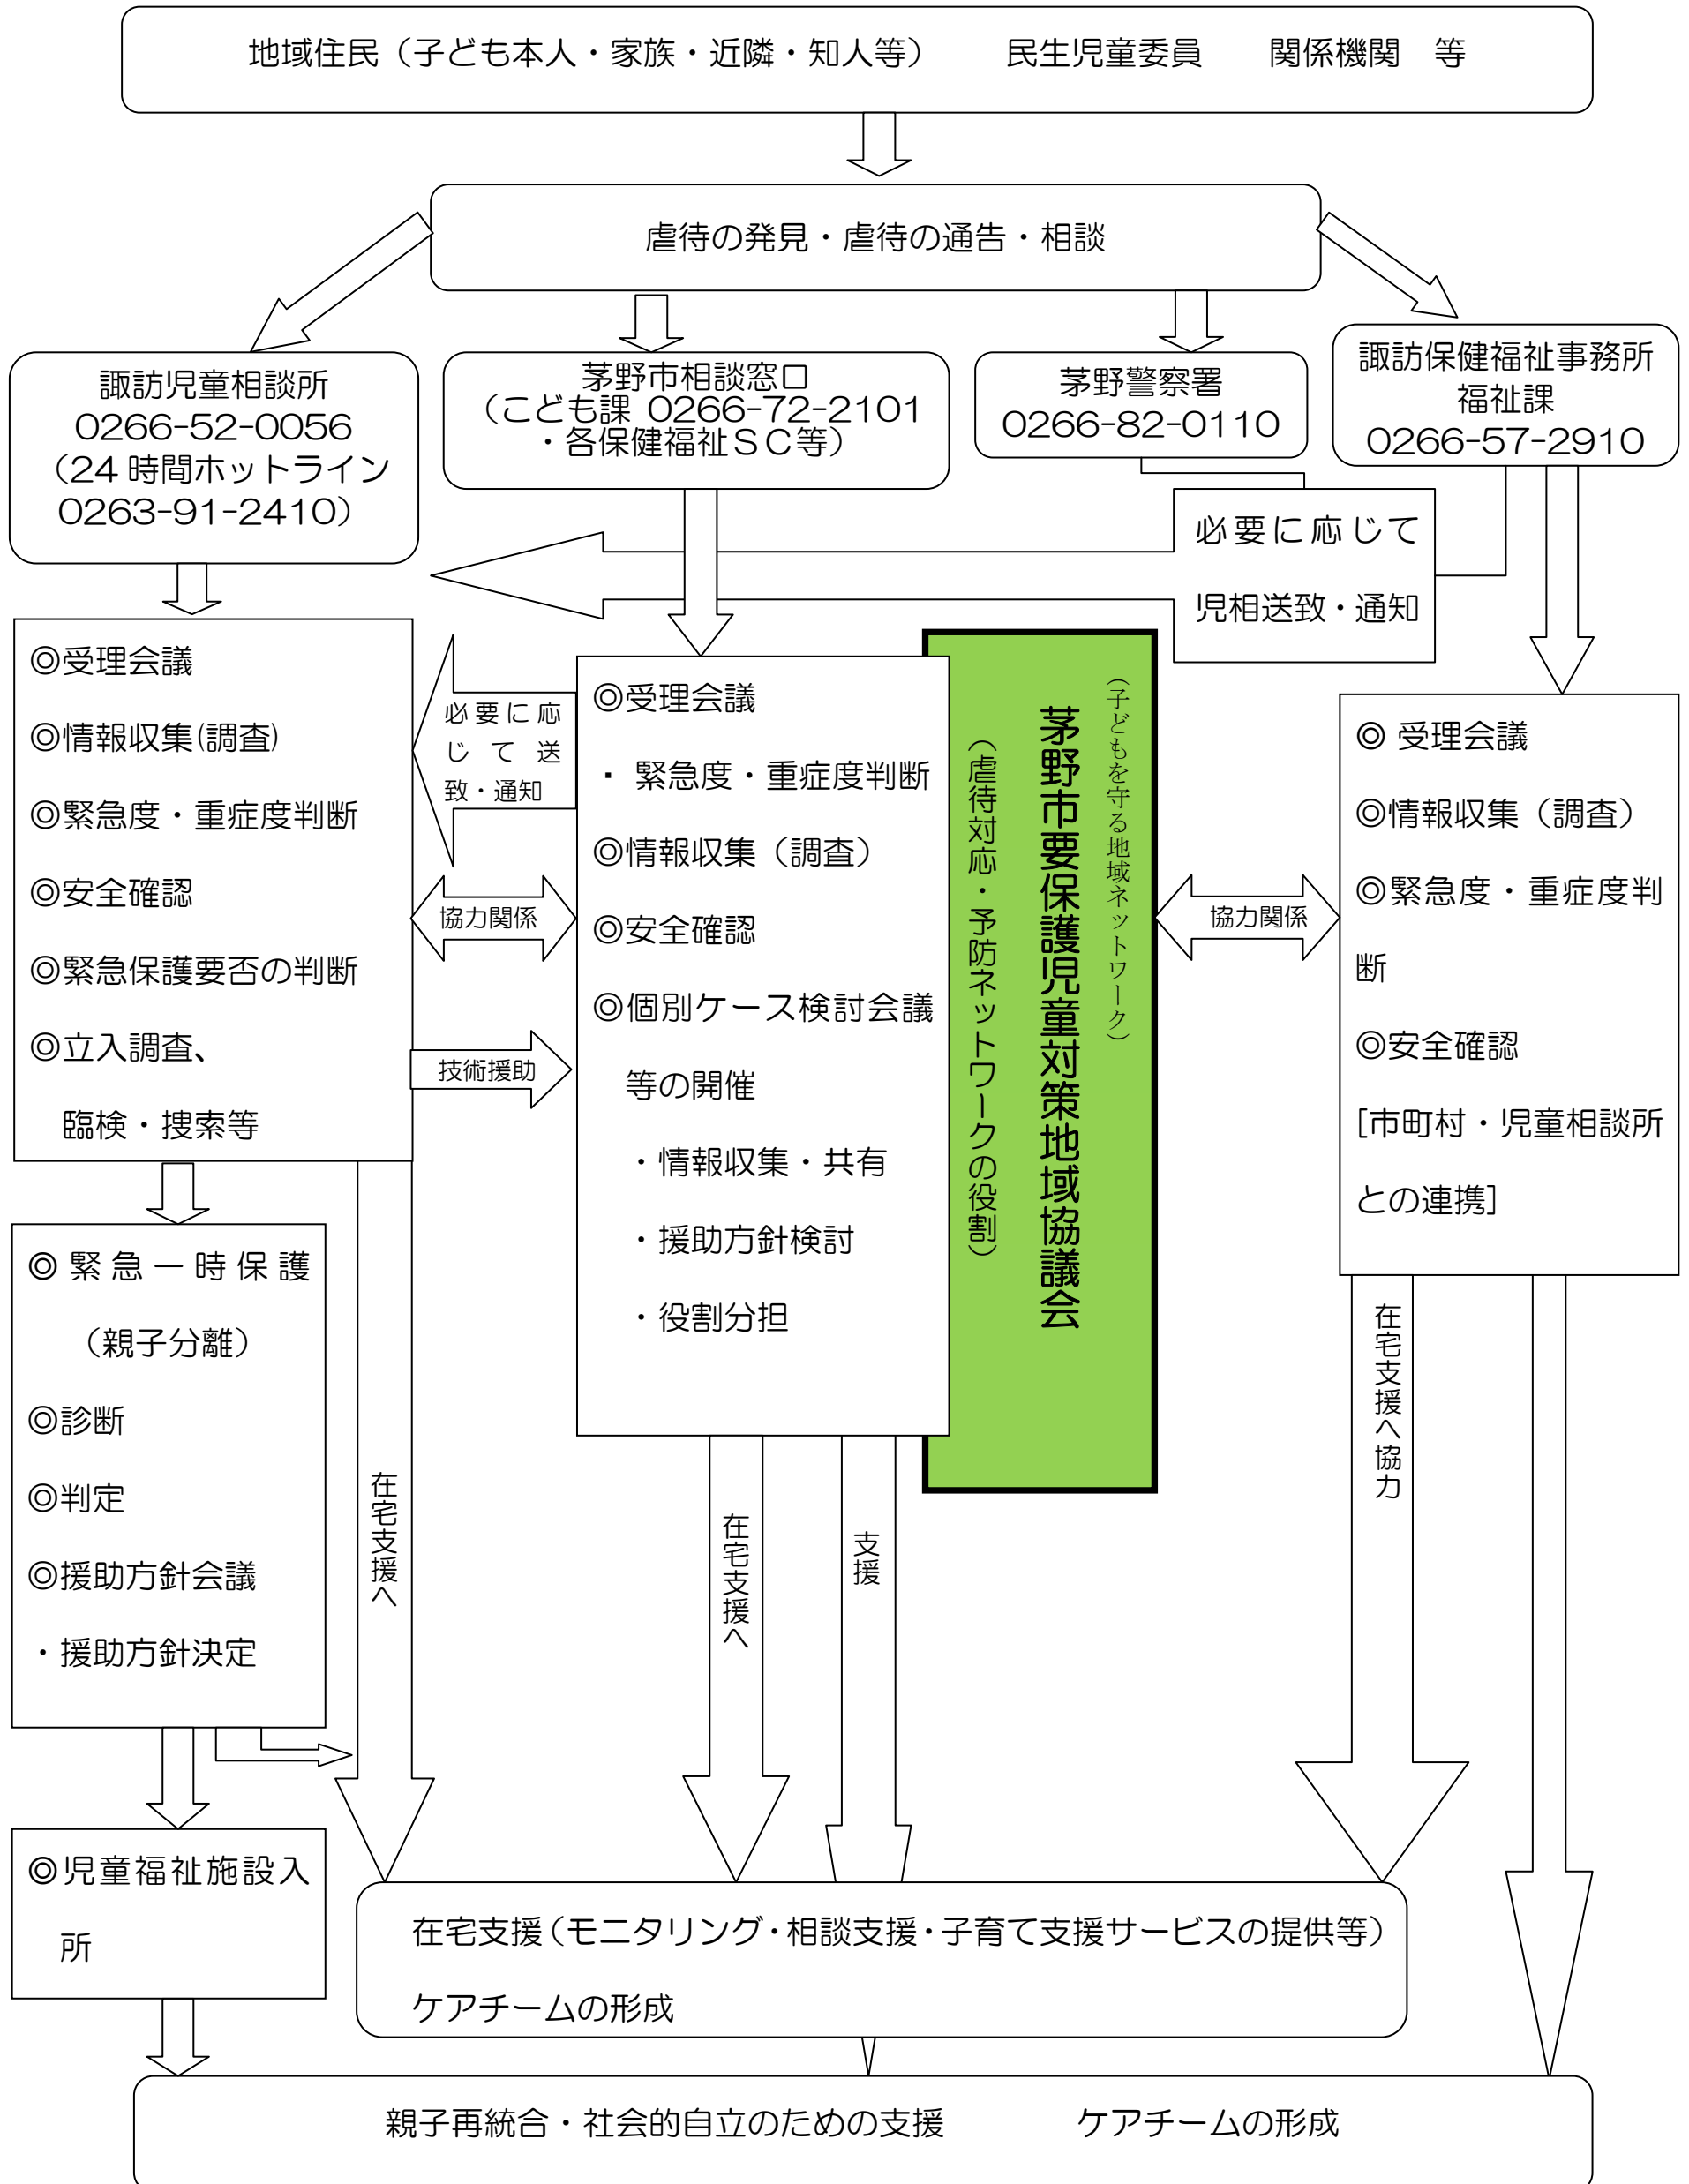 地域住民（子ども本人・家族・近隣・知人等）　　民生児童委員　　関係機関　等
虐待の発見・虐待の通告・相談
諏訪児童相談所
0266-52-0056
（24 時間ホットライン
0263-91-2410）
茅野市相談窓口
（こども課 0266-72-2101
・各保健福祉ＳＣ等）
茅野警察署
0266-82-0110
諏訪保健福祉事務所
福祉課
0266-57-2910
必要に応じて
児相送致・通知
◎受理会議
◎情報収集(調査)
◎緊急度・重症度判断
◎安全確認
◎緊急保護要否の判断
◎立入調査、
臨検・捜索等
必要に応
じて送
致・通知
協力関係
技術援助
◎受理会議
・ 緊急度・重症度判断
◎情報収集（調査）
◎安全確認
◎個別ケース検討会議
等の開催
・情報収集・共有
・援助方針検討
・役割分担
（子どもを守る地域ネットワーク）
茅野市要保護児童対策地域協議会
（虐待対応・予防ネットワークの役割）
協力関係
◎ 受理会議
◎情報収集（調査）
◎緊急度・重症度判
断
◎安全確認
[市町村・児童相談所
との連携]
◎緊急一時保護
（親子分離）
◎診断
◎判定
◎援助方針会議
・援助方針決定
在宅支援へ
在宅支援へ
支援
在宅支援へ協力
◎児童福祉施設入
所
在宅支援（モニタリング・相談支援・子育て支援サービスの提供等）
ケアチームの形成
親子再統合・社会的自立のための支援　　　　ケアチームの形成